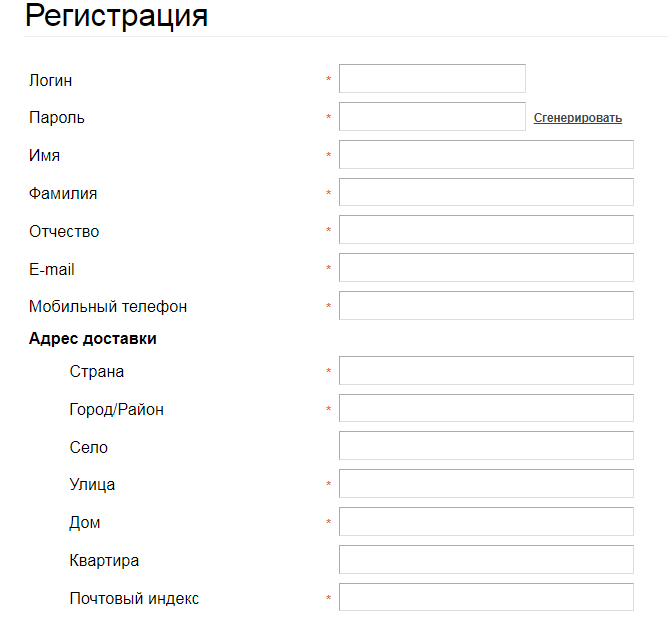 Регистрация
Логин *
Пароль * Сгенерировать
Имя *
Фамилия *
Отчество *
E-mail *
Мобильный телефон *
Адрес доставки
Страна *
Город/Район *
Село
Улица *
Дом *
Квартира
Почтовый индекс *